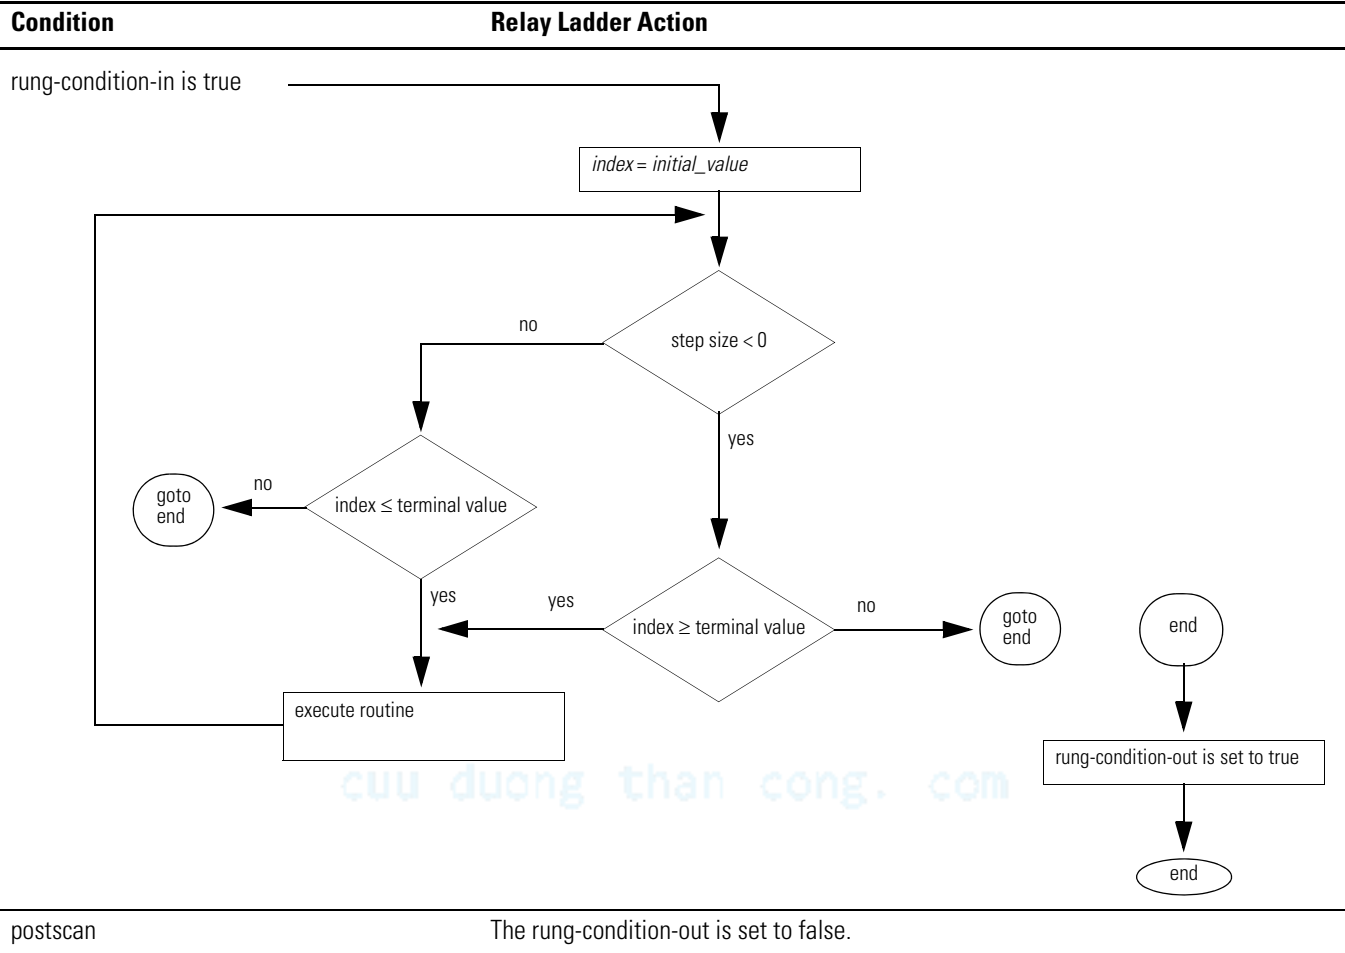 Condition
Relay Ladder Action
rung-condition-in is true
index = initial_value
no
step size < 0
yes
no
goto
end
index ≤ terminal value
yes
yes
no
index ≥ terminal value
goto
end
end
execute routine
rung-condition-out is set to true
cuu duong than cong. com
end
postscan
The rung-condition-out is set to false.